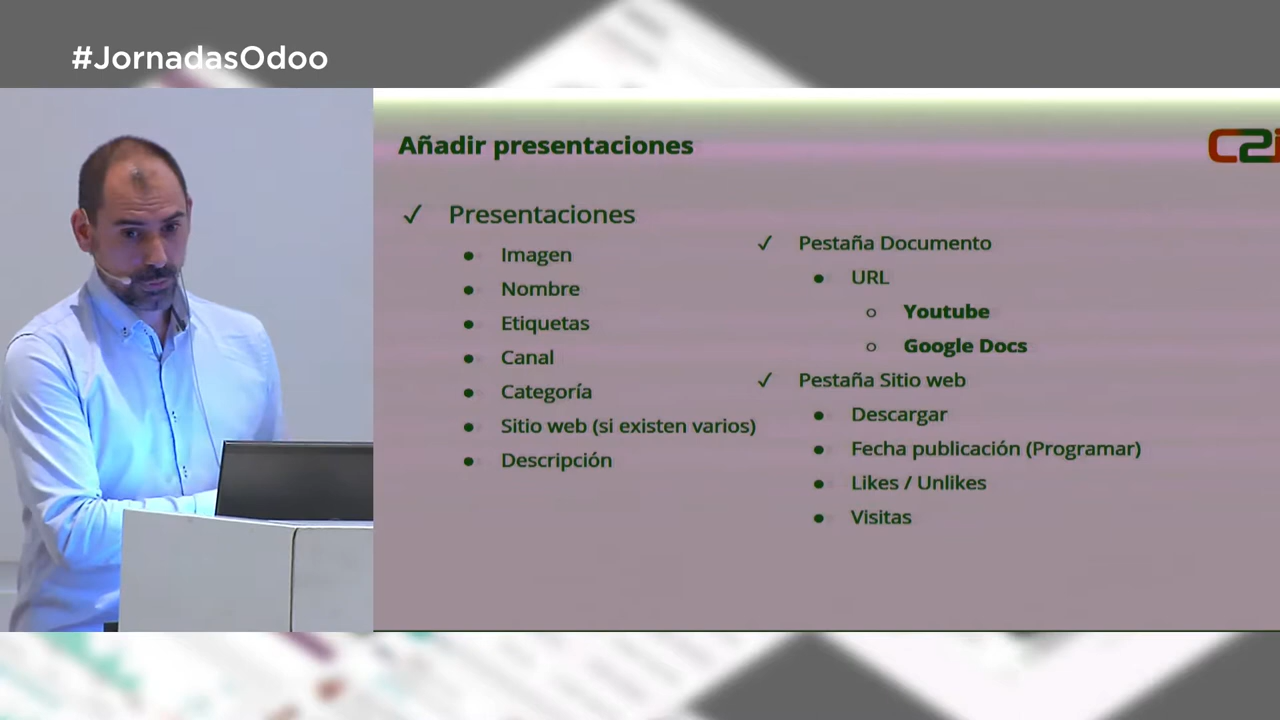 #JornadasOdoo
Añadir presentaciones
✓ Presentaciones
● Imagen
● Nombre
● Etiquetas
● Canal
● Categoría
● Sitio web (si existen varios)
● Descripción
✓ Pestaña Documento
● URL
○ Youtube
○ Google Docs
✓ Pestaña Sitio web
● Descargar
● Fecha publicación (Programar)
● Likes / Unlikes
● Visitas
C2i